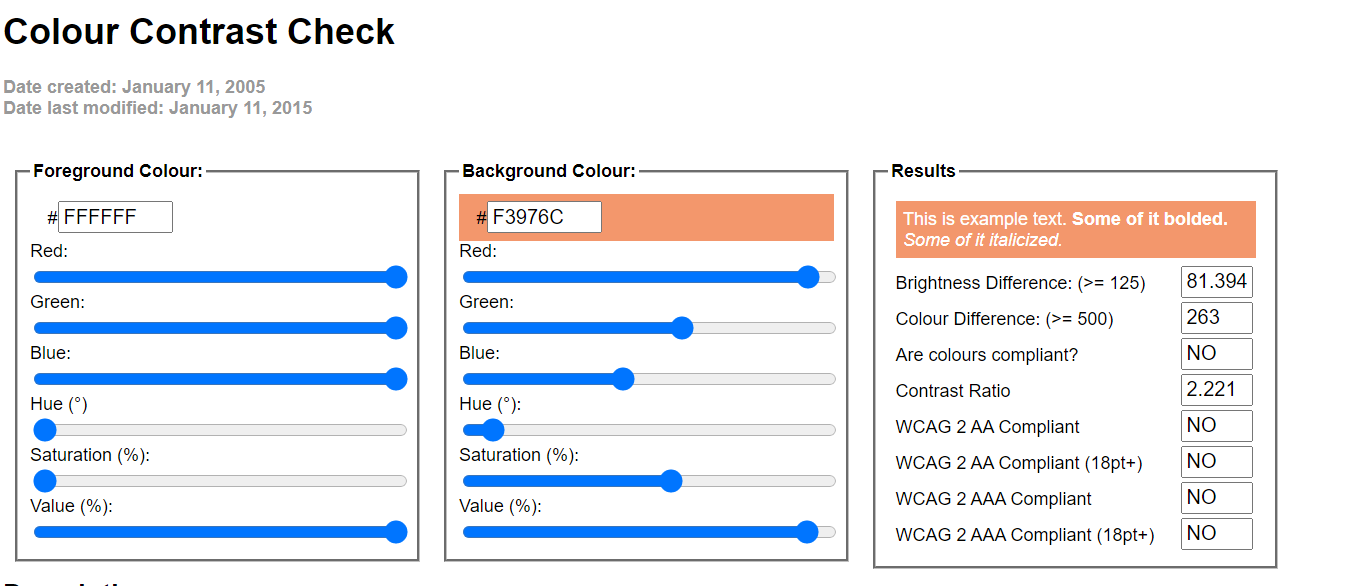 Colour Contrast Check
Date created: January 11, 2005
Date last modified: January 11, 2015
Foreground Colour:
# FFFFFF
Red:
Green:
Blue:
Hue (°)
Saturation (%):
Value (%):
Background Colour:
# F3976C
Red:
Green:
Blue:
Hue (°):
Saturation (%):
Value (%):
Results
This is example text. Some of it bolded.
Some of it italicized.
Brightness Difference: (>= 125) 81.394
Colour Difference: (>= 500) 263
Are colours compliant? NO
Contrast Ratio 2.221
WCAG 2 AA Compliant NO
WCAG 2 AA Compliant (18pt+) NO
WCAG 2 AAA Compliant NO
WCAG 2 AAA Compliant (18pt+) NO